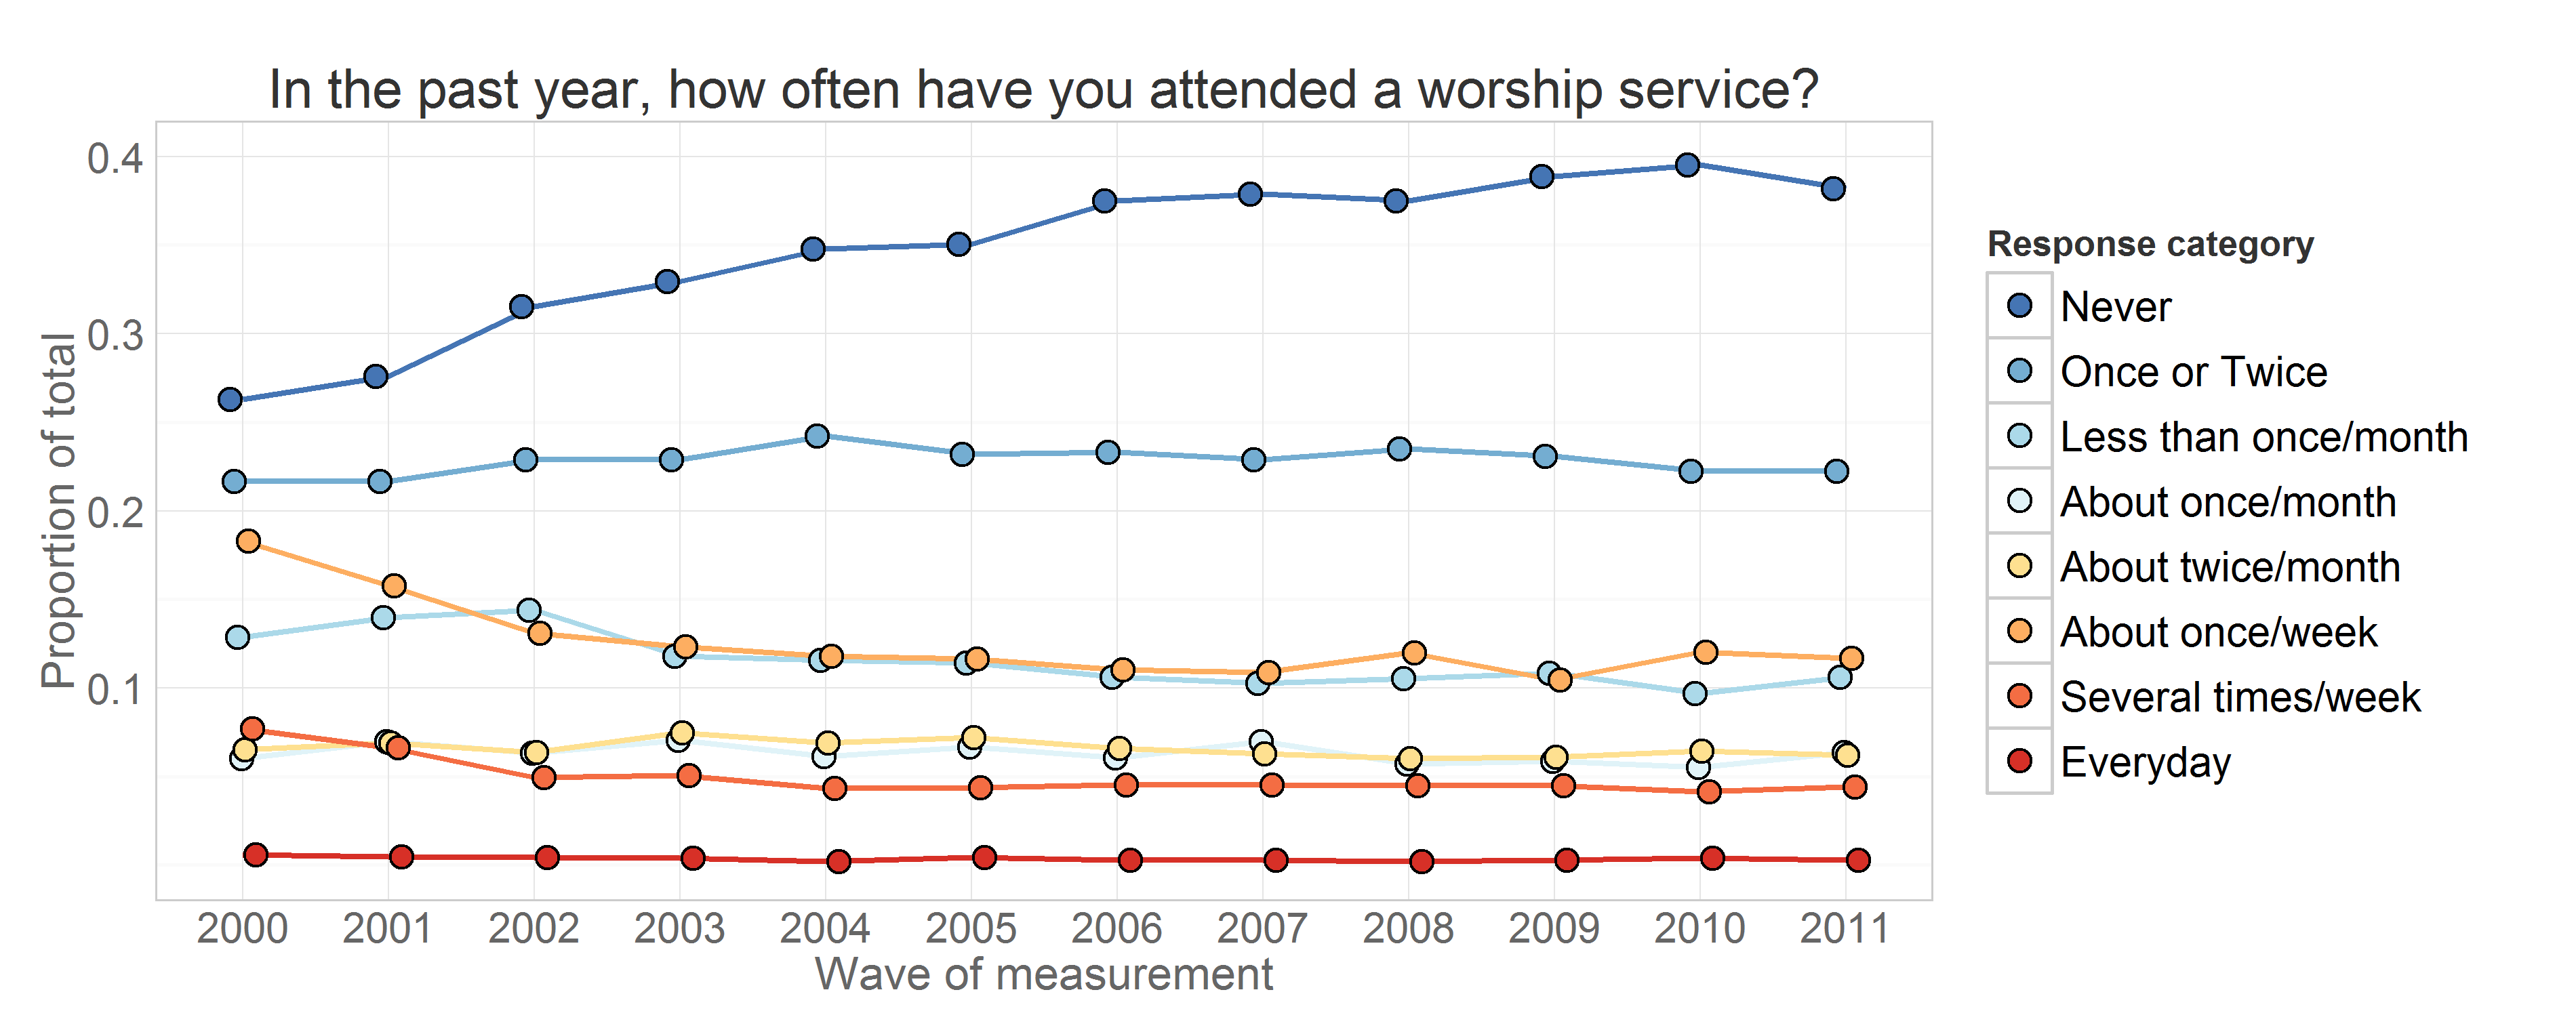 In the past year, how often have you attended a worship service?
Proportion of total
0.4
0.3
0.2
0.1
2000 2001 2002 2003 2004 2005 2006 2007 2008 2009 2010 2011
Wave of measurement
Response category
Never
Once or Twice
Less than once/month
About once/month
About twice/month
About once/week
Several times/week
Everyday